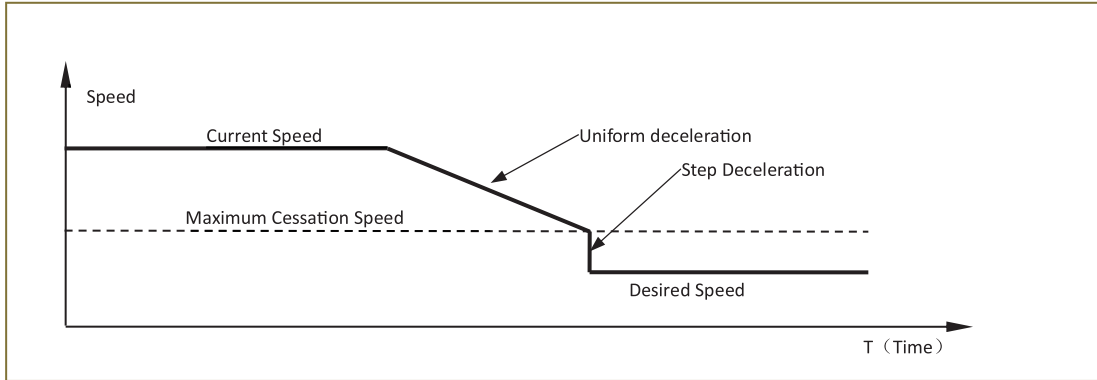 Speed
Current Speed
Uniform deceleration
Step Deceleration
Maximum Cessation Speed
Desired Speed
T（Time）